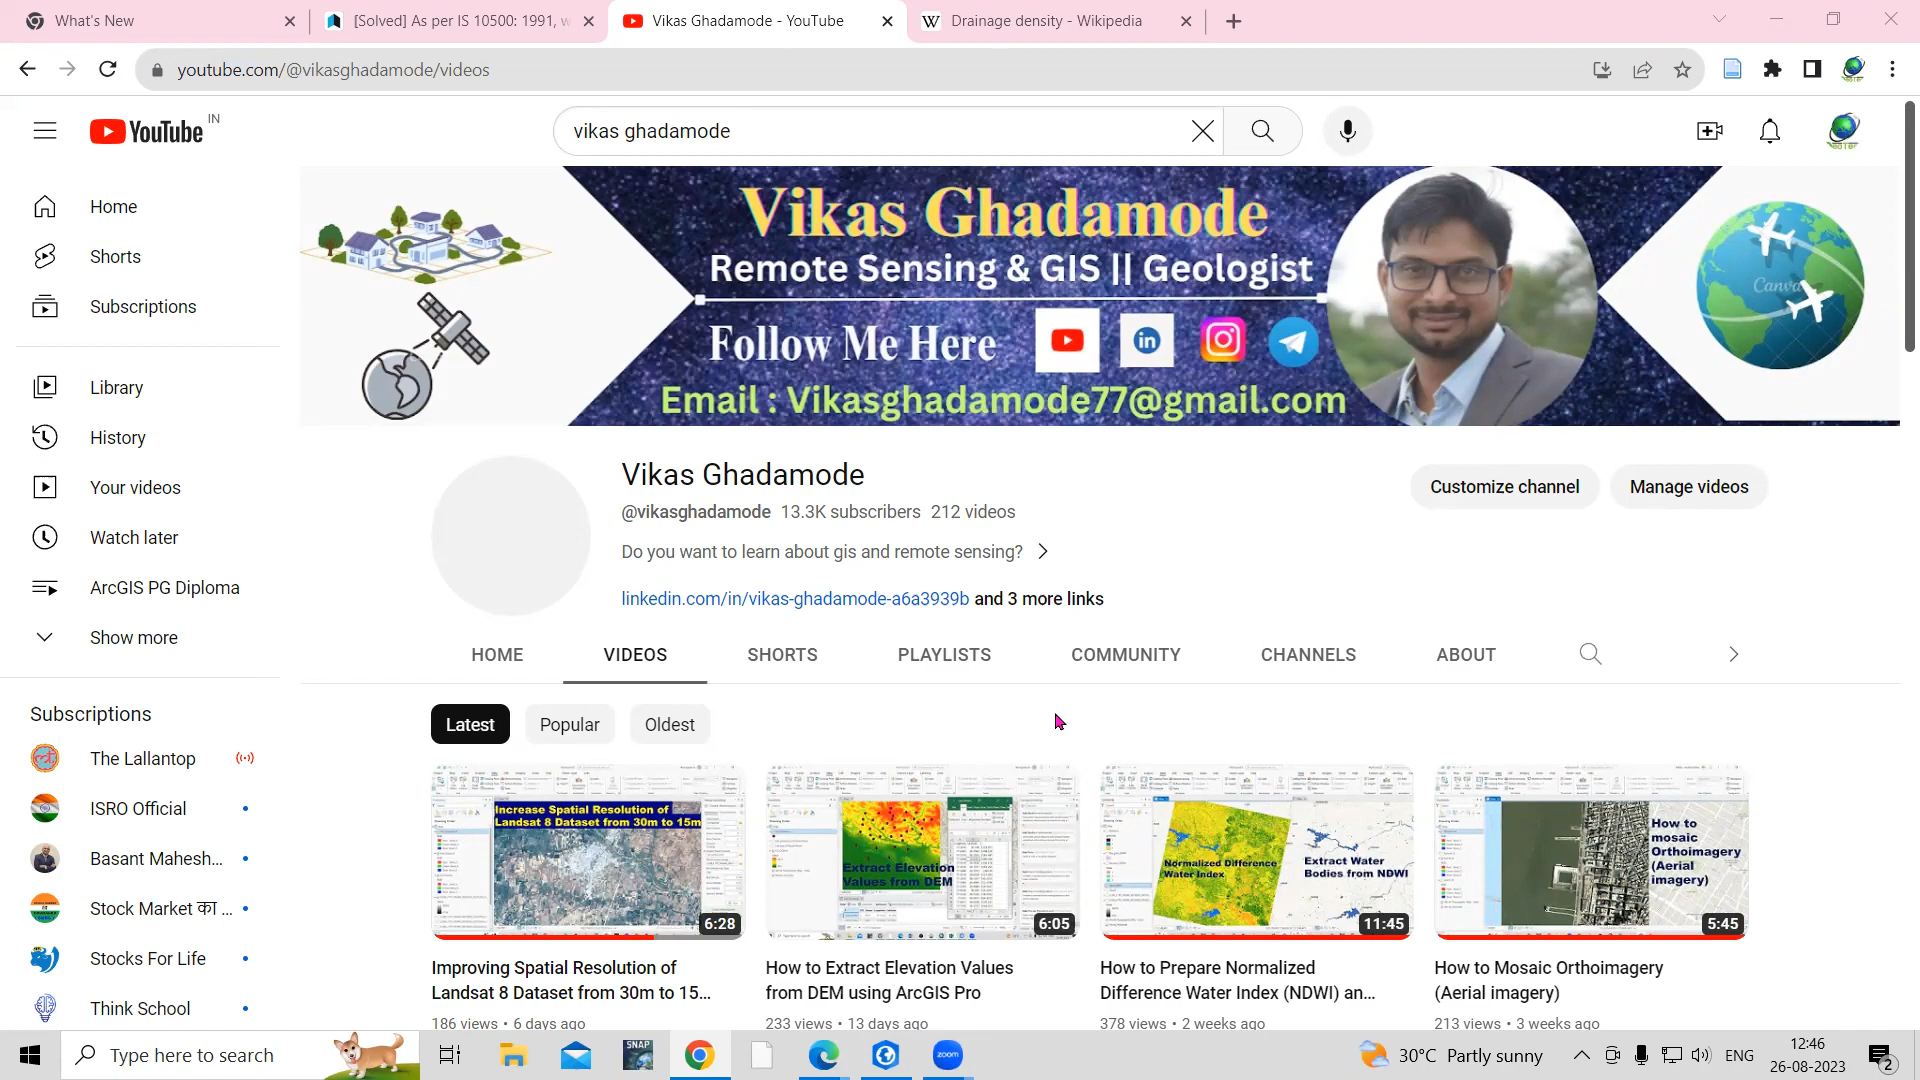 What's New
[Solved] As per IS 10500: 1991, w
Vikas Ghadamode - YouTube
Drainage density - Wikipedia
youtube.com/@vikasghadamode/videos
YouTube IN
vikas ghadamode
Home
Shorts
Subscriptions
Library
History
Your videos
Watch later
ArcGIS PG Diploma
Show more
Subscriptions
The Lallantop
ISRO Official
Basant Mahesh...
Stock Market का ...
Stocks For Life
Think School
Vikas Ghadamode
Remote Sensing & GIS || Geologist
Follow Me Here
Email : Vikasghadamode77@gmail.com
Canva
Vikas Ghadamode
@vikasghadamode 13.3K subscribers 212 videos
Do you want to learn about gis and remote sensing?
linkedin.com/in/vikas-ghadamode-a6a3939b and 3 more links
Customize channel
Manage videos
HOME
VIDEOS
SHORTS
PLAYLISTS
COMMUNITY
CHANNELS
ABOUT
Latest
Popular
Oldest
Increase Spatial Resolution of
Landsat 8 Dataset from 30m to 15m
6:28
Improving Spatial Resolution of
Landsat 8 Dataset from 30m to 15...
186 views • 6 days ago
Extract Elevation
Values from DEM
6:05
How to Extract Elevation Values
from DEM using ArcGIS Pro
233 views • 13 days ago
Normalized Difference
Water Index
Extract Water
Bodies from NDWI
11:45
How to Prepare Normalized
Difference Water Index (NDWI) an...
378 views • 2 weeks ago
How to
mosaic
Orthoimagery
(Aerial
imagery)
5:45
How to Mosaic Orthoimagery
(Aerial imagery)
213 views • 3 weeks ago
Type here to search
SNAP
zoom
30°C Partly sunny
ENG
12:46
26-08-2023
2